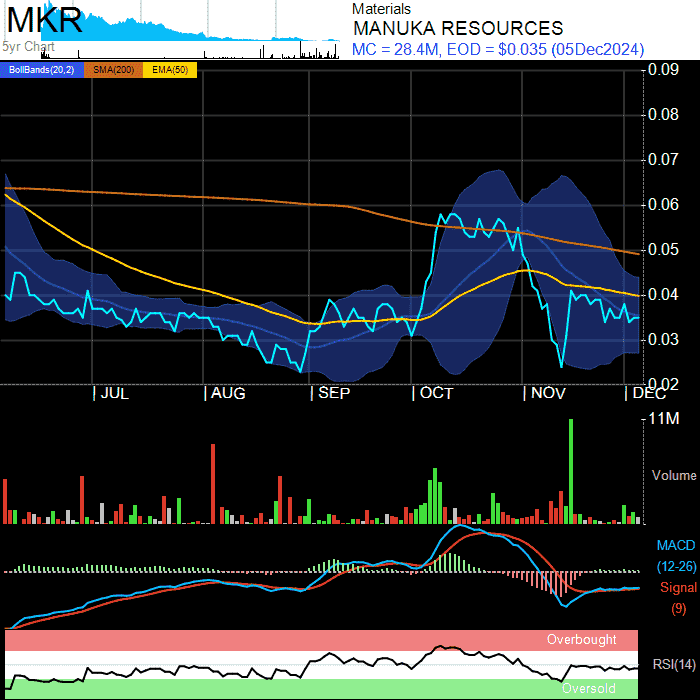 MKR
5yr Chart
Materials
MANUKA RESOURCES
MC = 28.4M, EOD = $0.035 (05Dec2024)
BollBands(20,2) SMA(200) EMA(50)
0.09
0.08
0.07
0.06
0.05
0.04
0.03
0.02
JUL AUG SEP OCT NOV DEC
11M
Volume
MACD
(12-26)
Signal
(9)
Overbought
RSI(14)
Oversold